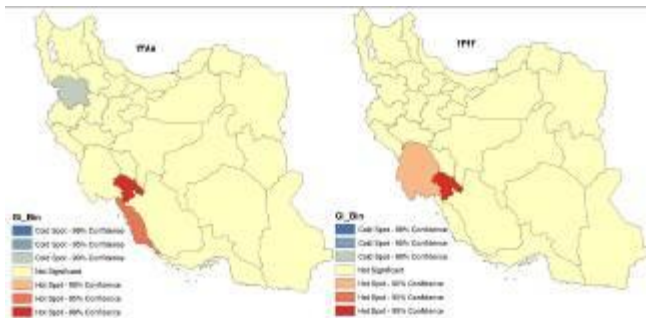 ۱۳۸۵
Gi_Bin
Cold Spot - 99% Confidence
Cold Spot - 95% Confidence
Cold Spot - 90% Confidence
Not Significant
Hot Spot - 90% Confidence
Hot Spot - 95% Confidence
Hot Spot - 99% Confidence
Gi_Bin
Cold Spot - 99% Confidence
Cold Spot - 95% Confidence
Cold Spot - 90% Confidence
Not Significant
Hot Spot - 90% Confidence
Hot Spot - 95% Confidence
Hot Spot - 99% Confidence